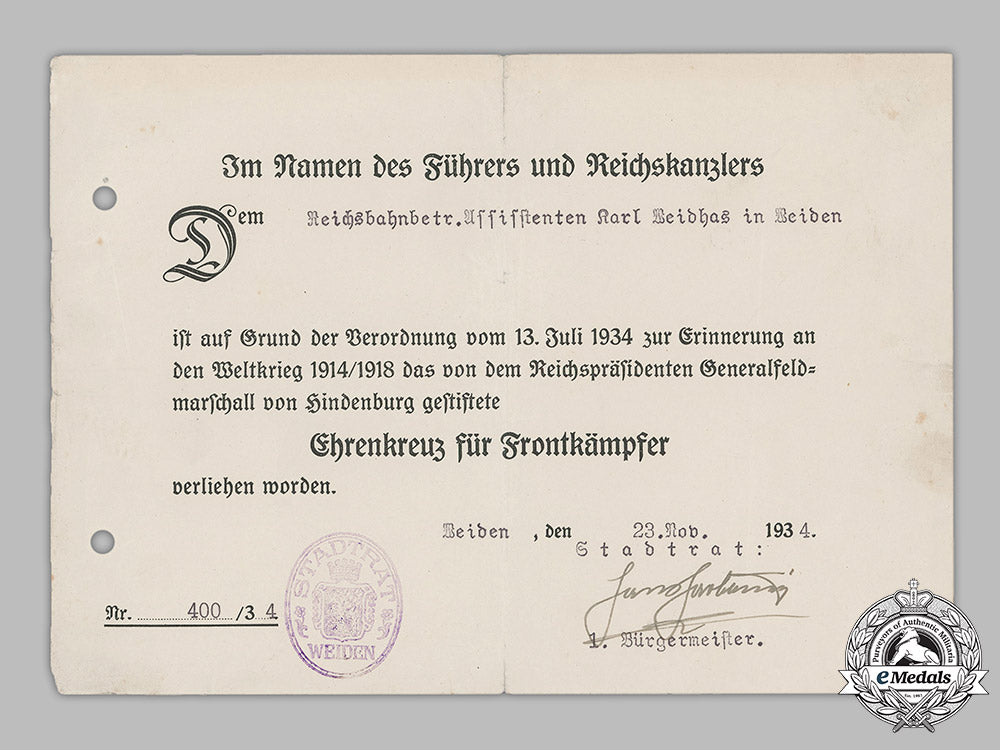 Im Namen des Führers und Reichskanzlers
Dem Reichsbahnbetr.Assistenten Karl Weidhas in Weiden
ist auf Grund der Verordnung vom 13. Juli 1934 zur Erinnerung an
den Weltkrieg 1914/1918 das von dem Reichspräsidenten Generalfeld=
marschall von Hindenburg gestiftete
Ehrenkreuz für Frontkämpfer
verliehen worden.
Weiden , den 23.Nov. 1934.
Stadtrat:
Nr. 400 /34
1. Bürgermeister.
STADTRAT
WEIDEN
Purveyors of Authentic Militaria
eMedals